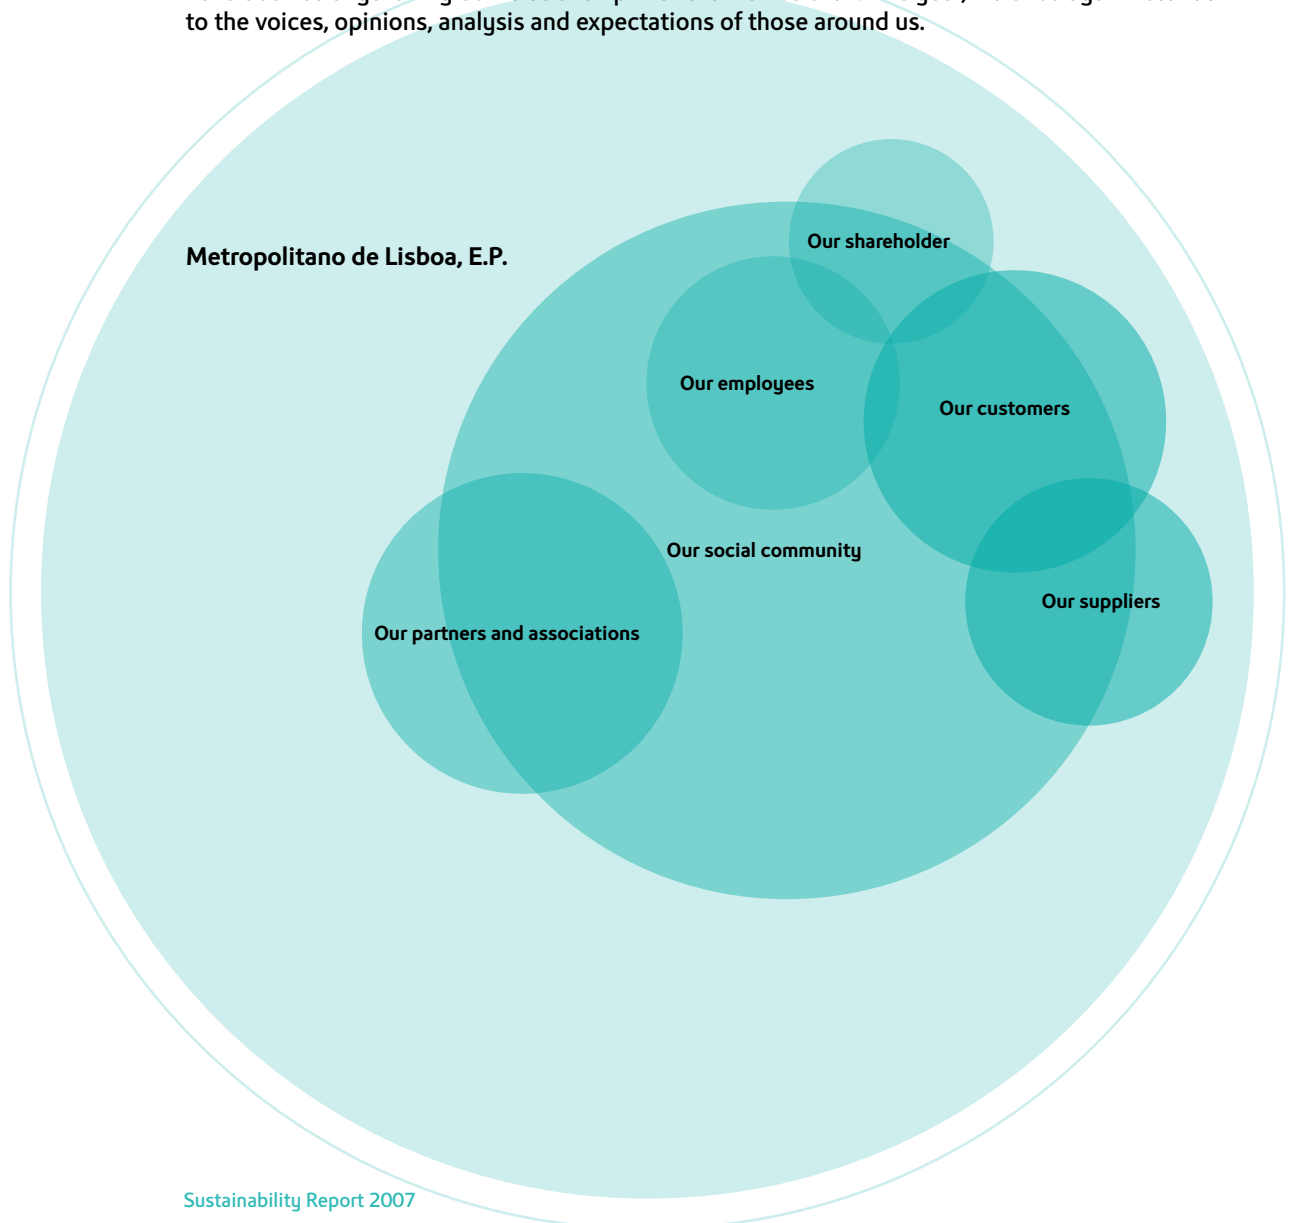 to the voices, opinions, analysis and expectations of those around us.
Our shareholder
Metropolitano de Lisboa, E.P.
Our employees
Our customers
Our social community
Our suppliers
Our partners and associations
Sustainability Report 2007